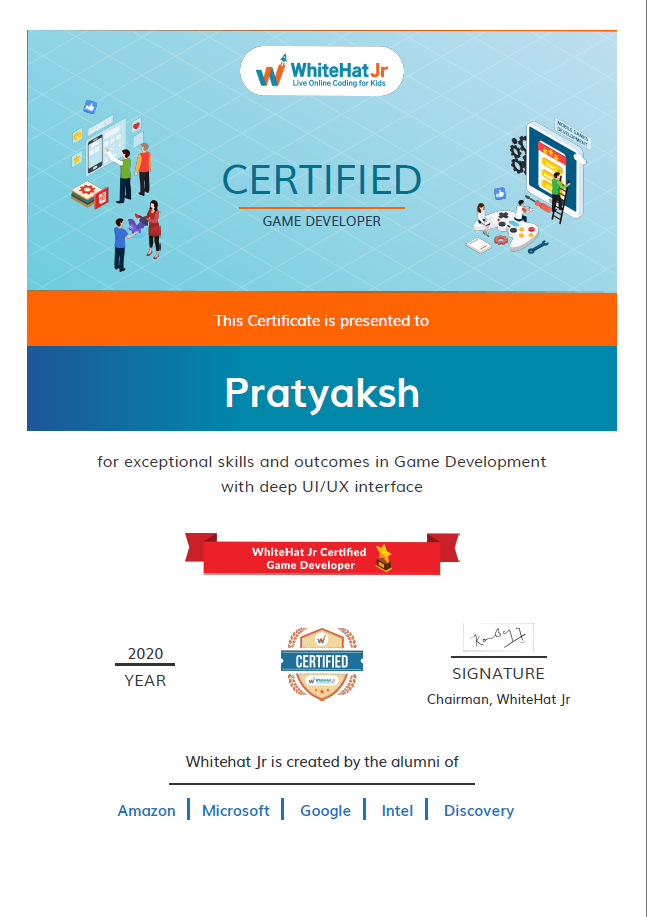 WhiteHat Jr
Live Online Coding for Kids
MOBILE GAMES
DEVELOPMENT
CERTIFIED
GAME DEVELOPER
This Certificate is presented to
Pratyaksh
for exceptional skills and outcomes in Game Development
with deep UI/UX interface
WhiteHat Jr Certified
Game Developer
2020
YEAR
W
CERTIFIED
WhiteHat Jr
SIGNATURE
Chairman, WhiteHat Jr
Whitehat Jr is created by the alumni of
Amazon | Microsoft | Google | Intel | Discovery